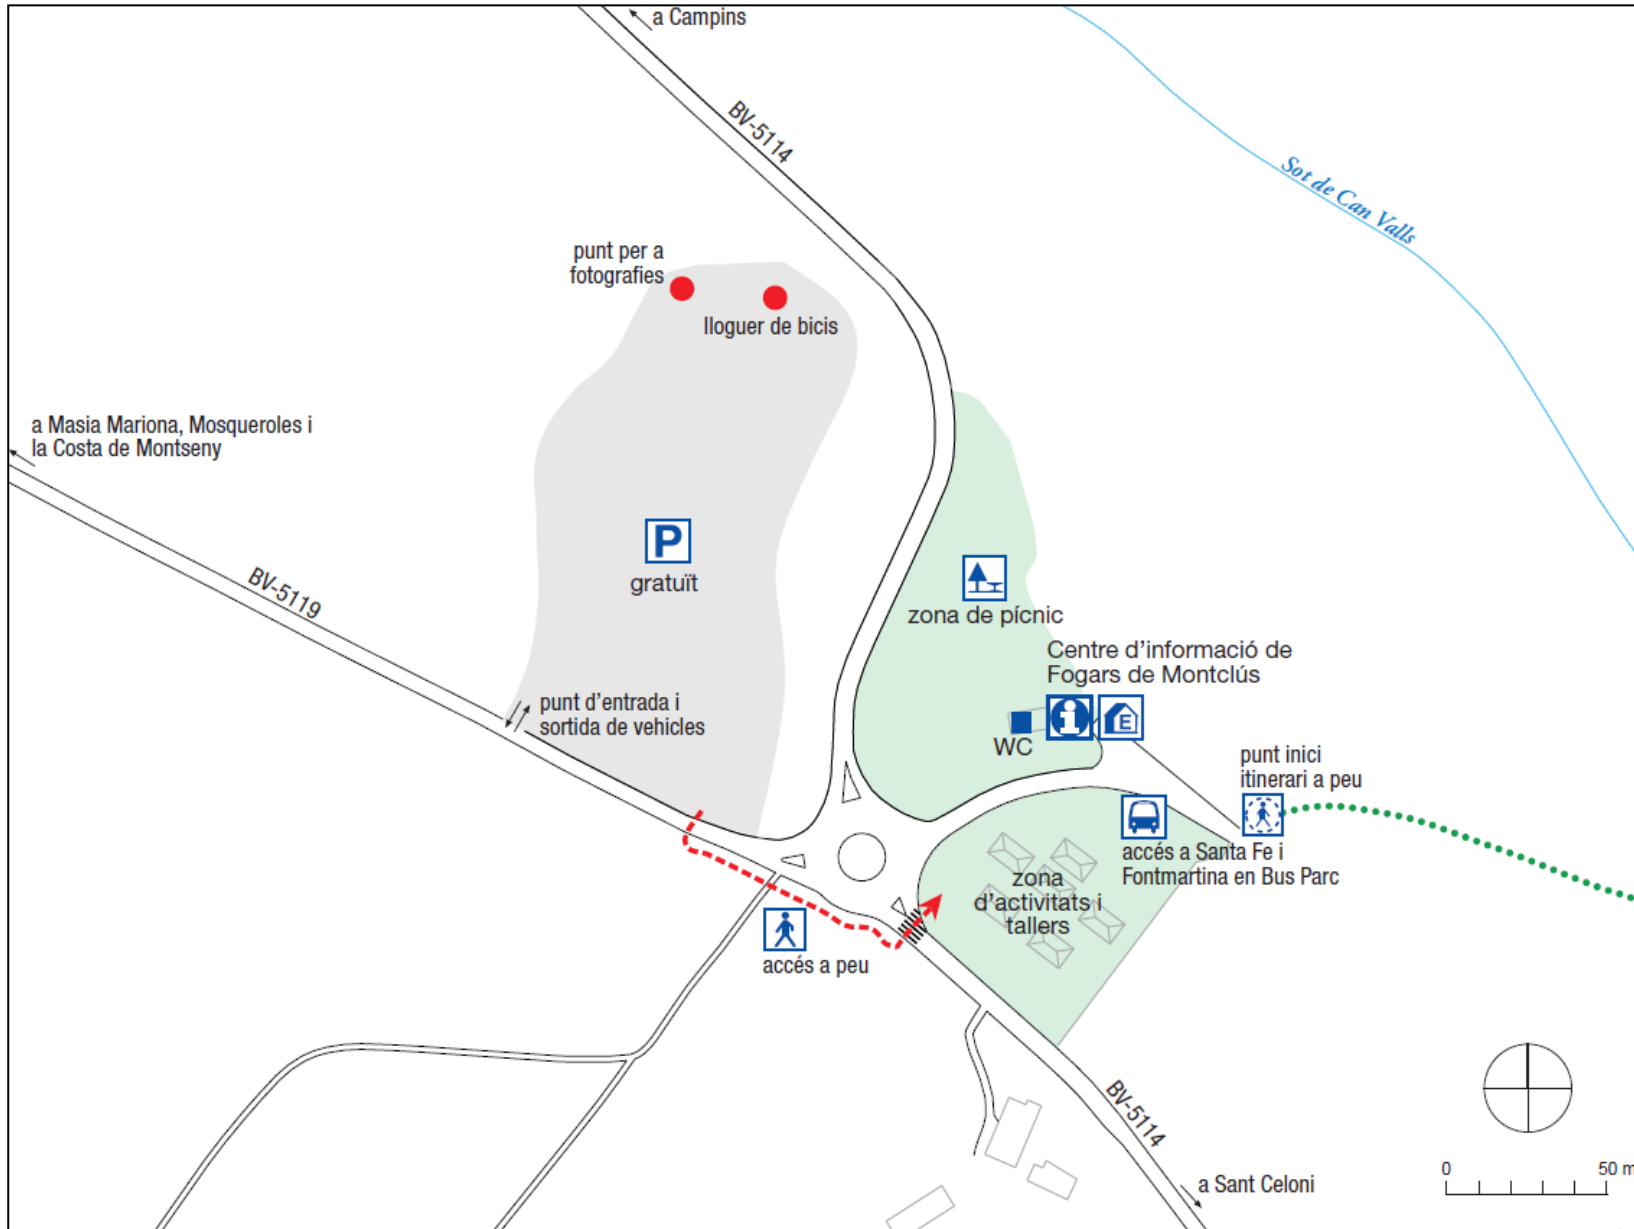 a Campins
BV-5114
Sot de Can Valls
punt per a
fotografies
lloguer de bicis
a Masia Mariona, Mosqueroles i
la Costa de Montseny
P
gratuït
BV-5119
zona de pícnic
Centre d'informació de
Fogars de Montclús
i
E
WC
punt d'entrada i
sortida de vehicles
punt inici
itinerari a peu
accés a Santa Fe i
Fontmartina en Bus Parc
zona
d'activitats i
tallers
accés a peu
BV-5114
a Sant Celoni
0 50 m